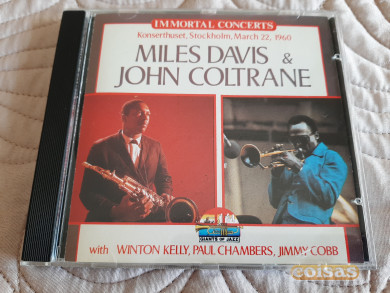 IMMORTAL CONCERTS
Konserthuset, Stockholm, March 22, 1960
MILES DAVIS &
JOHN COLTRANE
GIANTS OF JAZZ
with WINTON KELLY, PAUL CHAMBERS, JIMMY COBB
coisas